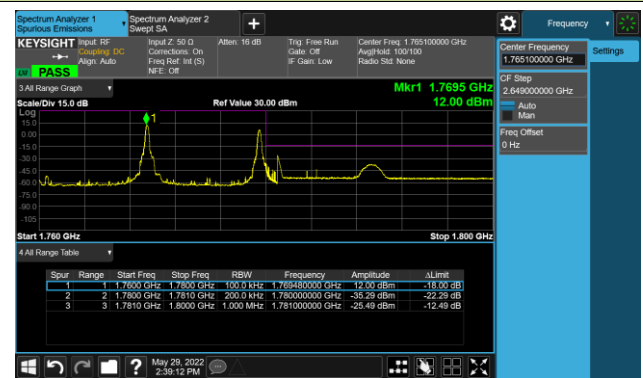 Spectrum Analyzer 1
Spurious Emissions
Spectrum Analyzer 2
Swept SA
+
Frequency
KEYSIGHT
Input: RF
Coupling: DC
Align: Auto
Input Z: 50 Ω
Corrections: On
Freq Ref: Int (S)
NFE: Off
Atten: 16 dB
Trig: Free Run
Gate: Off
IF Gain: Low
Center Freq: 1.765100000 GHz
Avg|Hold: 100/100
Radio Std: None
LXI
PASS
Center Frequency
1.765100000 GHz
Settings
CF Step
2.649000000 GHz
Auto
Man
Freq Offset
0 Hz
3 All Range Graph
Mkr1 1.7695 GHz
Scale/Div 15.0 dB
Ref Value 30.00 dBm
12.00 dBm
Log
15.0
0.00
-15.0
-30.0
-45.0
-60.0
-75.0
-90.0
-105
1
Start 1.760 GHz
Stop 1.800 GHz
4 All Range Table
Spur Range Start Freq Stop Freq RBW Frequency Amplitude ΔLimit
1 1 1.7600 GHz 1.7800 GHz 100.0 kHz 1.769480000 GHz 12.00 dBm -18.00 dB
2 2 1.7800 GHz 1.7810 GHz 200.0 kHz 1.780000000 GHz -35.29 dBm -22.29 dB
3 3 1.7810 GHz 1.8000 GHz 1.000 MHz 1.781000000 GHz -25.49 dBm -12.49 dB
?
May 29, 2022
2:39:12 PM